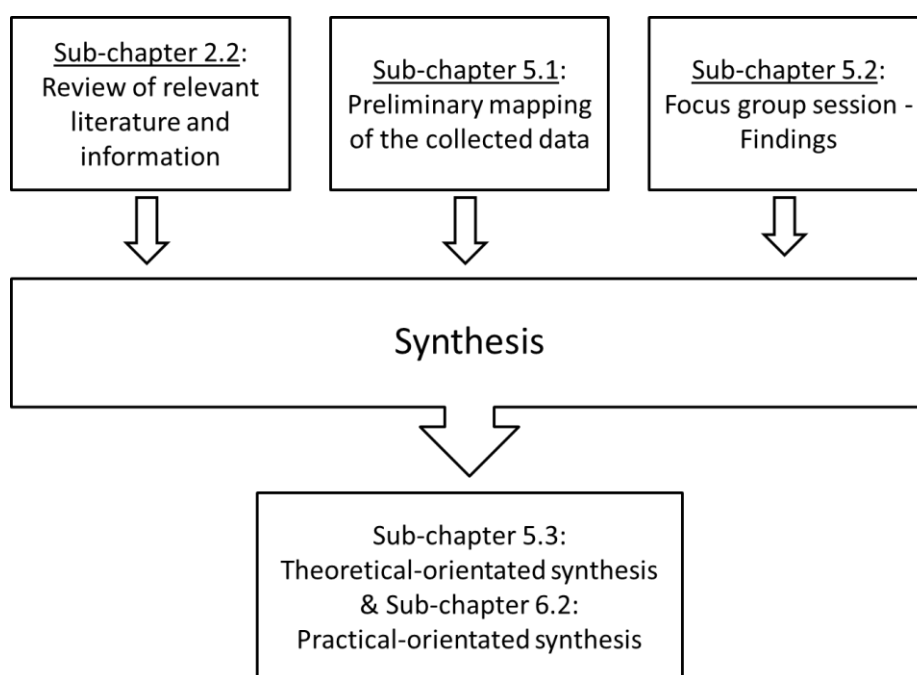 Sub-chapter 2.2:
Review of relevant
literature and
information
Sub-chapter 5.1:
Preliminary mapping
of the collected data
Sub-chapter 5.2:
Focus group session -
Findings
Synthesis
Sub-chapter 5.3:
Theoretical-orientated synthesis
& Sub-chapter 6.2:
Practical-orientated synthesis